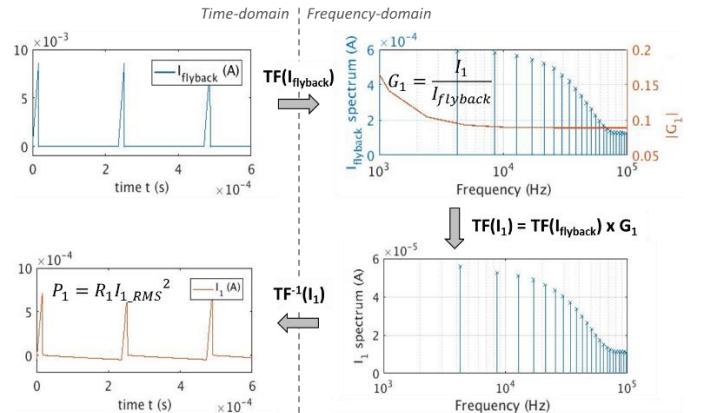 Time-domain
Frequency-domain
×10⁻³
10
5
0
I_flyback (A)
0 2 4 6
time t (s) ×10⁻⁴
TF(I_flyback)
×10⁻⁴
6
4
2
0
I_flyback spectrum (A)
G₁ = I₁ / I_flyback
0.2
0.15
0.1
0.05
|G₁|
10³ 10⁴ 10⁵
Frequency (Hz)
TF(I₁) = TF(I_flyback) x G₁
×10⁻⁴
10
5
0
P₁ = R₁I₁_RMS²
I₁ (A)
0 2 4 6
time t (s) ×10⁻⁴
TF⁻¹(I₁)
×10⁻⁵
6
4
2
0
I₁ spectrum (A)
10³ 10⁴ 10⁵
Frequency (Hz)